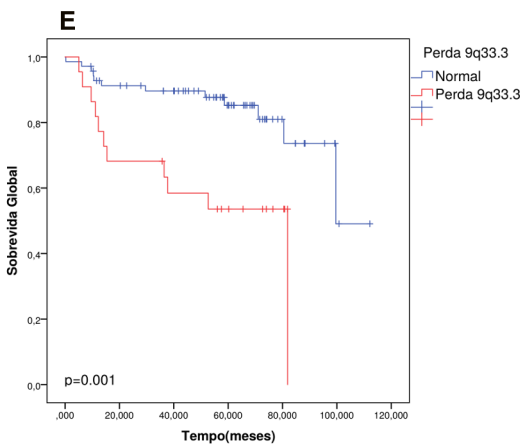 E
Perda 9q33.3
Normal
Perda 9q33.3
Sobrevida Global
1,0
0,8
0,6
0,4
0,2
0,0
p=0.001
,000
20,000
40,000
60,000
80,000
100,000
120,000
Tempo(meses)